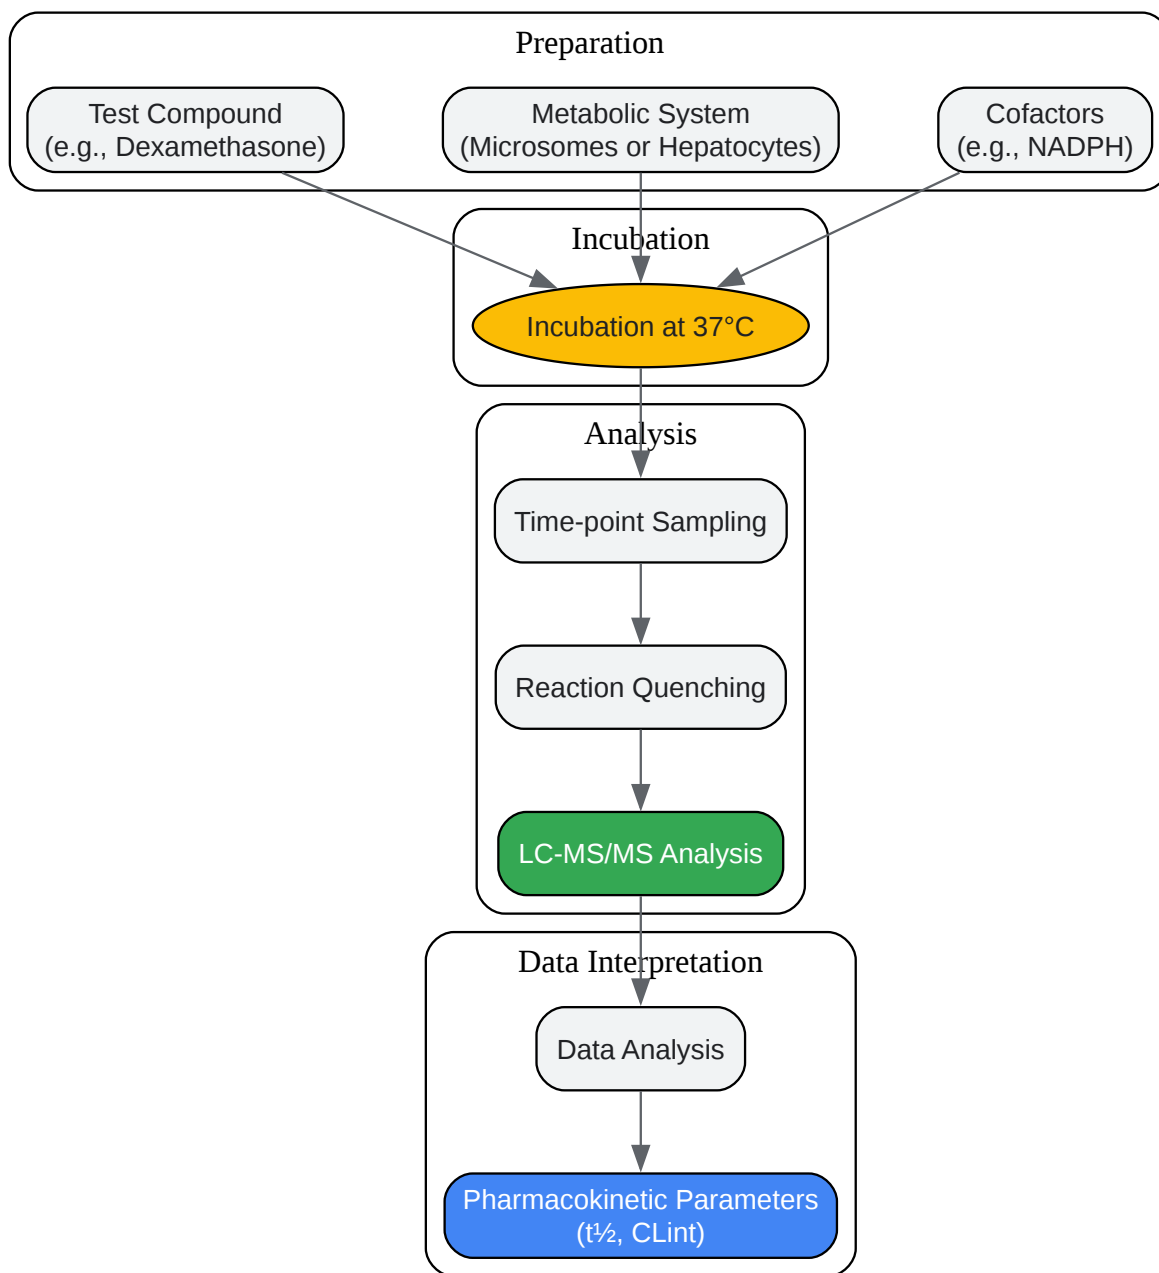 Preparation
Test Compound
(e.g., Dexamethasone)
Metabolic System
(Microsomes or Hepatocytes)
Cofactors
(e.g., NADPH)
Incubation
Incubation at 37°C
Analysis
Time-point Sampling
Reaction Quenching
LC-MS/MS Analysis
Data Interpretation
Data Analysis
Pharmacokinetic Parameters
(t½, CLint)